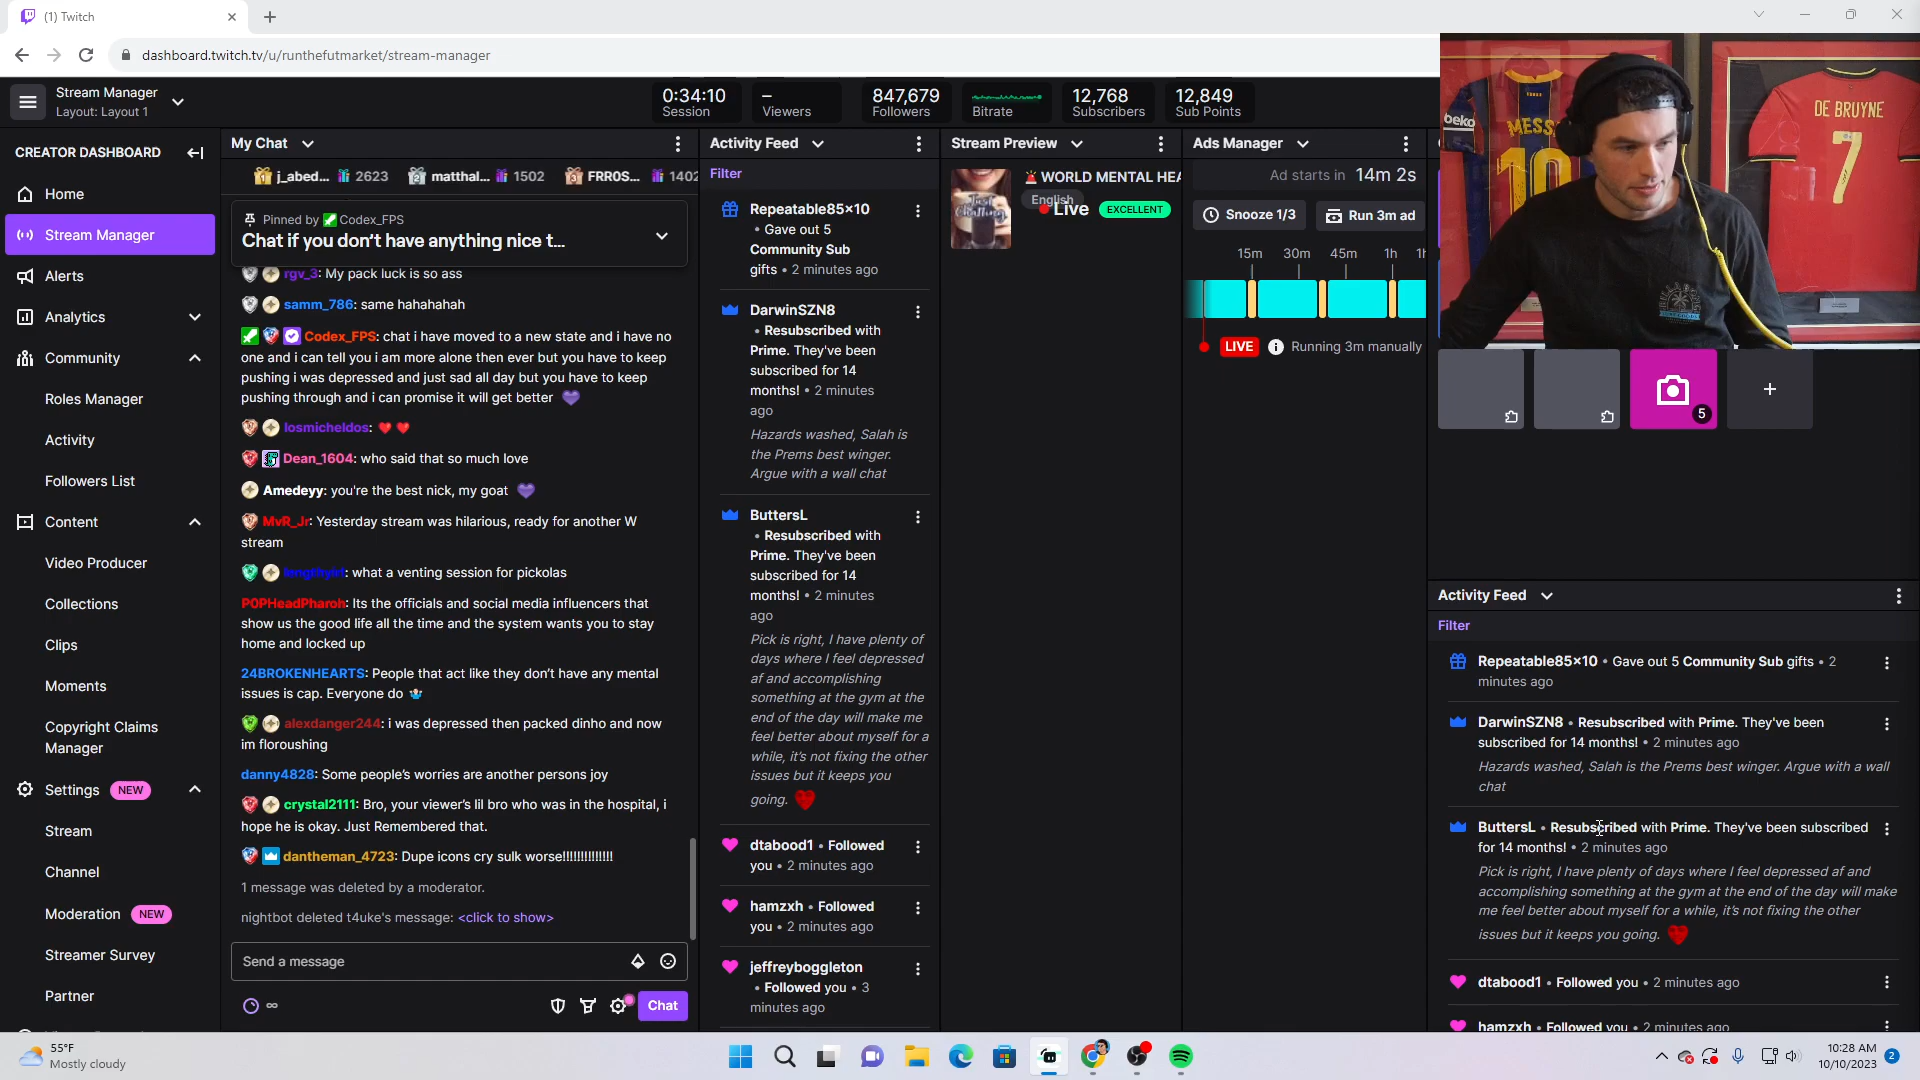 (1) Twitch
dashboard.twitch.tv/u/runthefutmarket/stream-manager
Stream Manager
Layout: Layout 1
0:34:10
Session
–
Viewers
847,679
Followers
Bitrate
12,768
Subscribers
12,849
Sub Points
CREATOR DASHBOARD
Home
Stream Manager
Alerts
Analytics
Community
Roles Manager
Activity
Followers List
Content
Video Producer
Collections
Clips
Moments
Copyright Claims
Manager
Settings NEW
Stream
Channel
Moderation NEW
Streamer Survey
Partner
My Chat
j_abed... 2623 matthal... 1502 FRR0S... 1402
Pinned by Codex_FPS
Chat if you don’t have anything nice t...
rgv_3: My pack luck is so ass
samm_786: same hahahahah
Codex_FPS: chat i have moved to a new state and i have no
one and i can tell you i am more alone then ever but you have to keep
pushing i was depressed and just sad all day but you have to keep
pushing through and i can promise it will get better
losmicheldos:
Dean_1604: who said that so much love
Amedeyy: you're the best nick, my goat
MvR_Jr: Yesterday stream was hilarious, ready for another W
stream
: what a venting session for pickolas
P0PHeadPharoh: Its the officials and social media influencers that
show us the good life all the time and the system wants you to stay
home and locked up
24BROKENHEARTS: People that act like they don’t have any mental
issues is cap. Everyone do
alexdanger244: i was depressed then packed dinho and now
im floroushing
danny4828: Some people’s worries are another persons joy
crystal2111: Bro, your viewer’s lil bro who was in the hospital, i
hope he is okay. Just Remembered that.
dantheman_4723: Dupe icons cry sulk worse!!!!!!!!!!!!!!
1 message was deleted by a moderator.
nightbot deleted t4uke's message: <click to show>
Send a message
Chat
Activity Feed
Filter
Repeatable85x10
• Gave out 5
Community Sub
gifts • 2 minutes ago
DarwinSZN8
• Resubscribed with
Prime. They've been
subscribed for 14
months! • 2 minutes
ago
Hazards washed, Salah is
the Prems best winger.
Argue with a wall chat
ButtersL
• Resubscribed with
Prime. They've been
subscribed for 14
months! • 2 minutes
ago
Pick is right, I have plenty of
days where I feel depressed
af and accomplishing
something at the gym at the
end of the day will make me
feel better about myself for a
while, it’s not fixing the other
issues but it keeps you
going.
dtabood1 • Followed
you • 2 minutes ago
hamzxh • Followed
you • 2 minutes ago
jeffreyboggleton
• Followed you • 3
minutes ago
Stream Preview
Just
Chatting
WORLD MENTAL HEA
English
Live EXCELLENT
Ads Manager
Ad starts in 14m 2s
Snooze 1/3
Run 3m ad
15m 30m 45m 1h
LIVE Running 3m manually
beko
MESSI
10
DE BRUYNE
7
5
Activity Feed
Filter
Repeatable85x10 • Gave out 5 Community Sub gifts • 2
minutes ago
DarwinSZN8 • Resubscribed with Prime. They've been
subscribed for 14 months! • 2 minutes ago
Hazards washed, Salah is the Prems best winger. Argue with a wall
chat
ButtersL • Resubscribed with Prime. They've been subscribed
for 14 months! • 2 minutes ago
Pick is right, I have plenty of days where I feel depressed af and
accomplishing something at the gym at the end of the day will make
me feel better about myself for a while, it’s not fixing the other
issues but it keeps you going.
dtabood1 • Followed you • 2 minutes ago
hamzxh • Followed you • 2 minutes ago
55°F
Mostly cloudy
10:28 AM
10/10/2023
2